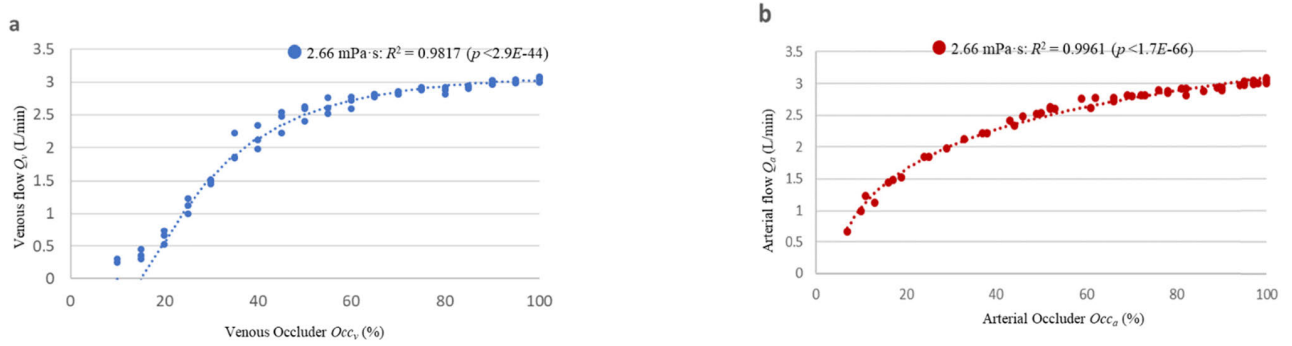 a
2.66 mPa·s: R² = 0.9817 (p <2.9E-44)
Venous flow Qᵥ (L/min)
3.5
3
2.5
2
1.5
1
0.5
0
0 20 40 60 80 100
Venous Occluder Occᵥ (%)
b
2.66 mPa·s: R² = 0.9961 (p <1.7E-66)
Arterial flow Qₐ (L/min)
3.5
3
2.5
2
1.5
1
0.5
0
0 20 40 60 80 100
Arterial Occluder Occₐ (%)